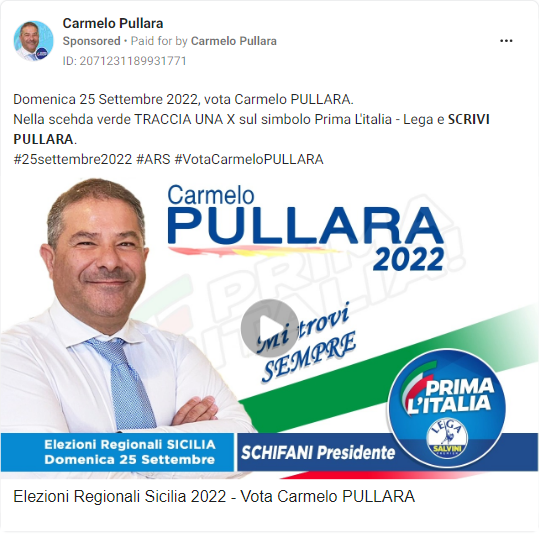 Carmelo Pullara
Sponsored • Paid for by Carmelo Pullara
ID: 2071231189931771
Domenica 25 Settembre 2022, vota Carmelo PULLARA.
Nella scehda verde TRACCIA UNA X sul simbolo Prima L'italia - Lega e SCRIVI
PULLARA.
#25settembre2022 #ARS #VotaCarmeloPULLARA
Carmelo
PULLARA
2022
PRIMA
L'ITALIA!
Mi trovi
SEMPRE
PRIMA
L'ITALIA
LEGA
SALVINI
Elezioni Regionali SICILIA
Domenica 25 Settembre
SCHIFANI Presidente
Elezioni Regionali Sicilia 2022 - Vota Carmelo PULLARA